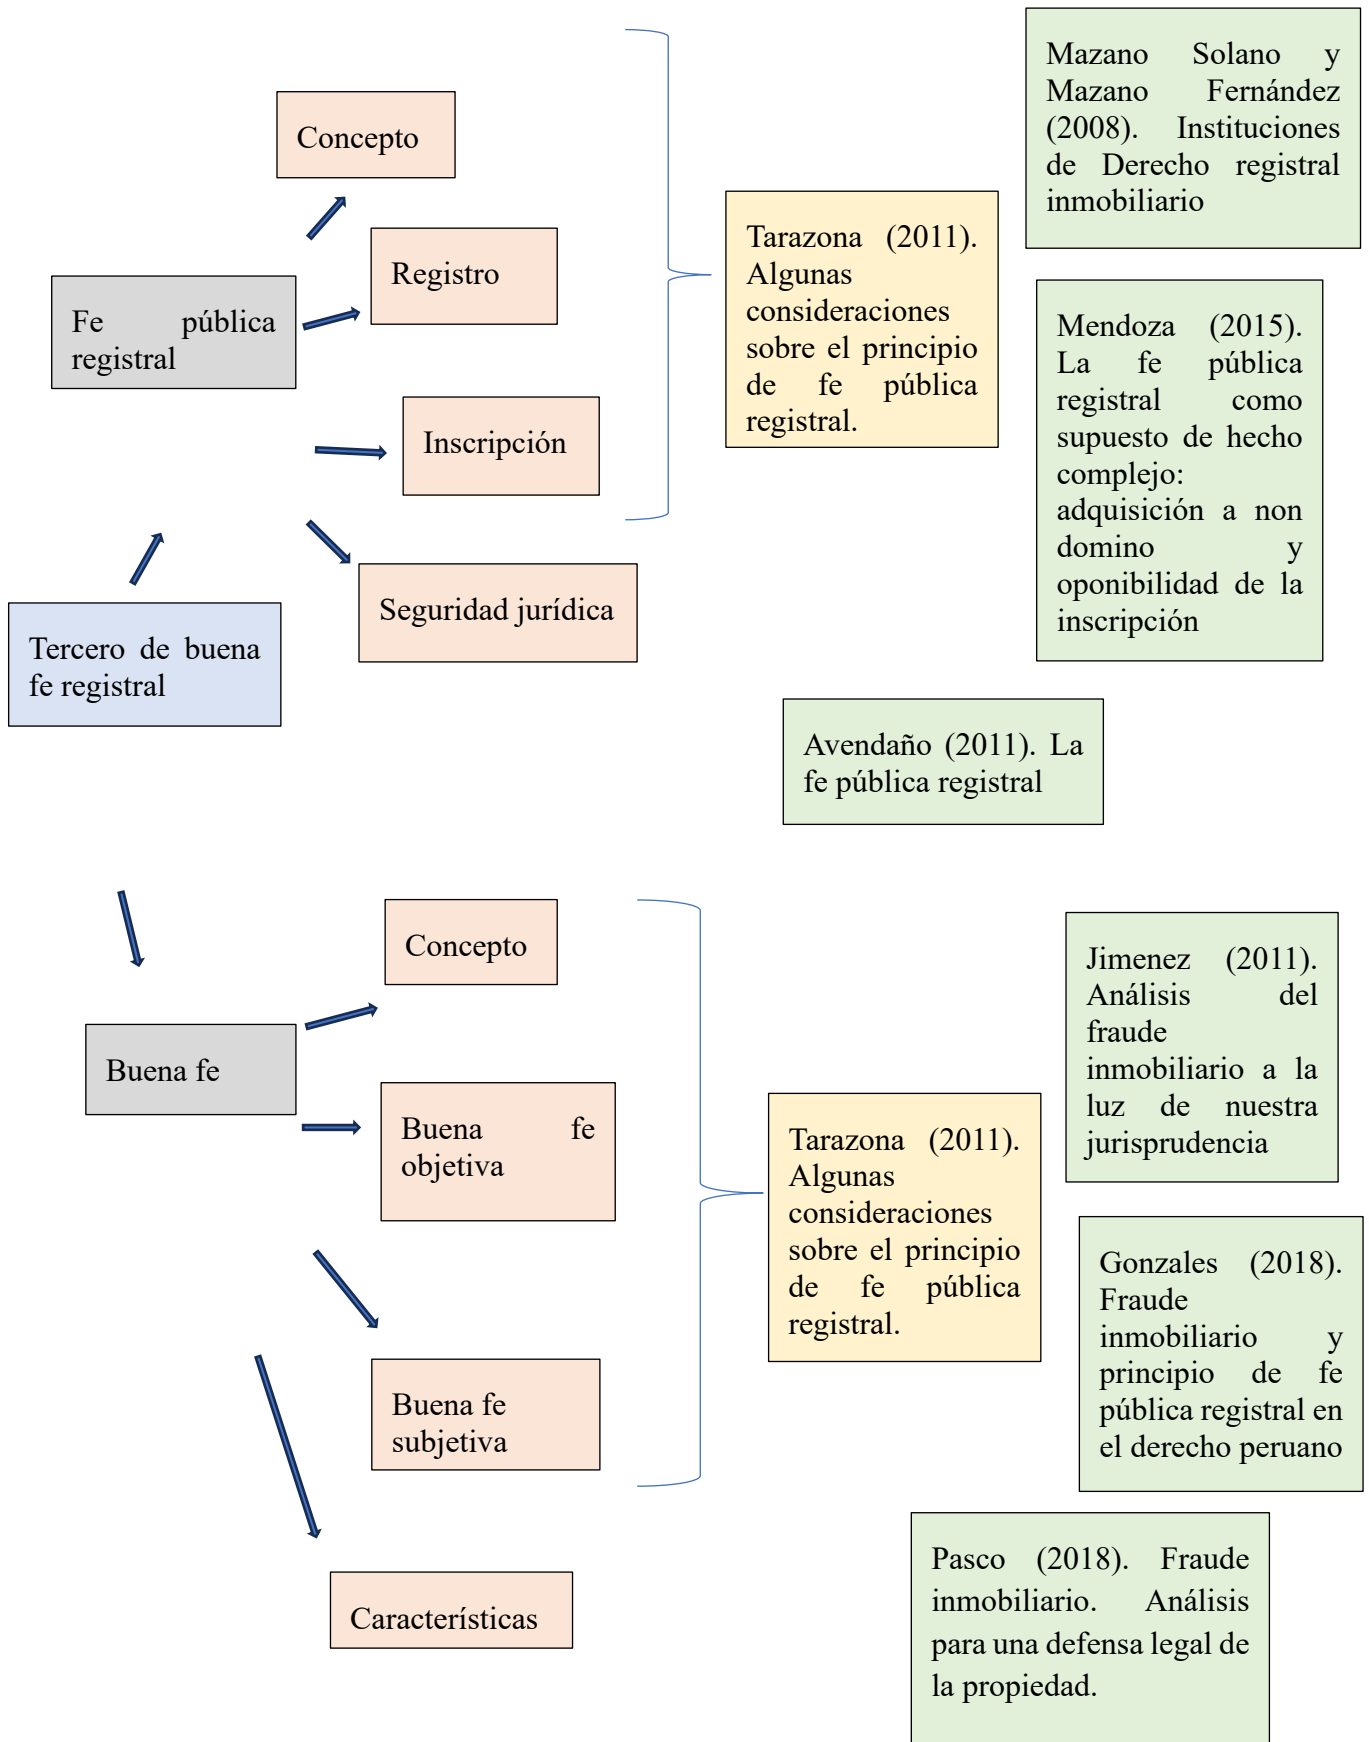 Concepto
Registro
Fe pública
registral
Inscripción
Seguridad jurídica
Tercero de buena
fe registral
Tarazona (2011).
Algunas
consideraciones
sobre el principio
de fe pública
registral.
Mazano Solano y
Mazano Fernández
(2008). Instituciones
de Derecho registral
inmobiliario
Mendoza (2015).
La fe pública
registral como
supuesto de hecho
complejo:
adquisición a non
domino y
oponibilidad de la
inscripción
Avendaño (2011). La
fe pública registral
Concepto
Buena fe
Buena fe
objetiva
Buena fe
subjetiva
Características
Tarazona (2011).
Algunas
consideraciones
sobre el principio
de fe pública
registral.
Jimenez (2011).
Análisis del
fraude
inmobiliario a la
luz de nuestra
jurisprudencia
Gonzales (2018).
Fraude
inmobiliario y
principio de fe
pública registral en
el derecho peruano
Pasco (2018). Fraude
inmobiliario. Análisis
para una defensa legal de
la propiedad.